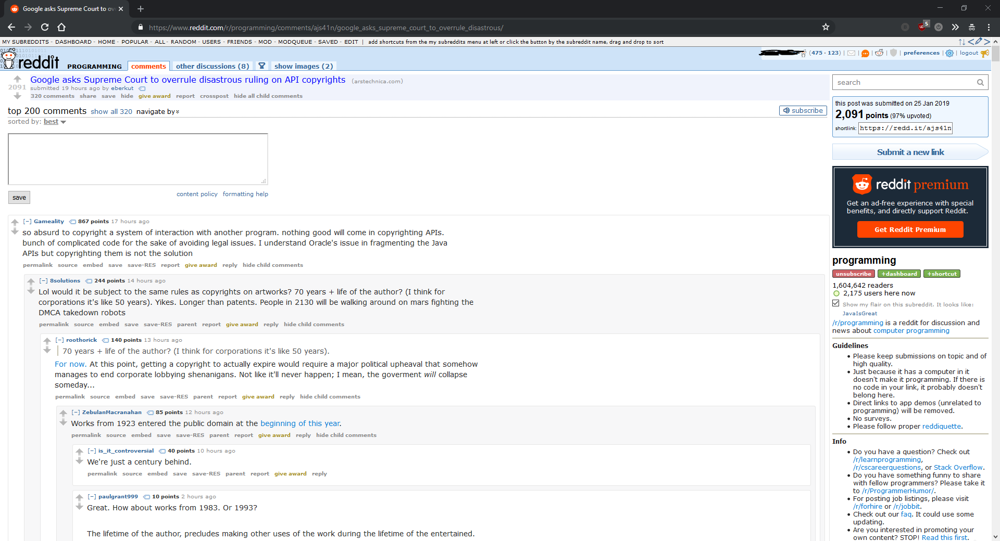 Google asks Supreme Court to ov
https://www.reddit.com/r/programming/comments/ajs41n/google_asks_supreme_court_to_overrule_disastrous/
5
MY SUBREDDITS - DASHBOARD - HOME - POPULAR - ALL - RANDOM - USERS - FRIENDS - MOD - MODQUEUE - SAVED - EDIT | add shortcuts from the my subreddits menu at left or click the button by the subreddit name, drag and drop to sort
reddit PROGRAMMING comments other discussions (8) show images (2)
(475 · 123) | preferences | logout
Google asks Supreme Court to overrule disastrous ruling on API copyrights (arstechnica.com)
2091
submitted 19 hours ago by eberkut
320 comments share save hide give award report crosspost hide all child comments
top 200 comments show all 320 navigate by
subscribe
sorted by: best
content policy formatting help
save
[−] Gameality 867 points 17 hours ago
so absurd to copyright a system of interaction with another program. nothing good will come in copyrighting APIs.
bunch of complicated code for the sake of avoiding legal issues. I understand Oracle's issue in fragmenting the Java
APIs but copyrighting them is not the solution
permalink source embed save save-RES report give award reply hide child comments
[−] 8solutions 244 points 14 hours ago
Lol would it be subject to the same rules as copyrights on artworks? 70 years + life of the author? (I think for
corporations it's like 50 years). Yikes. Longer than patents. People in 2130 will be walking around on mars fighting the
DMCA takedown robots
permalink source embed save save-RES parent report give award reply hide child comments
[−] roothorick 140 points 13 hours ago
70 years + life of the author? (I think for corporations it's like 50 years).
For now. At this point, getting a copyright to actually expire would require a major political upheaval that somehow
manages to end corporate lobbying shenanigans. Not like it'll never happen; I mean, the goverment will collapse
someday...
permalink source embed save save-RES parent report give award reply hide child comments
[−] ZebulanMacranahan 85 points 12 hours ago
Works from 1923 entered the public domain at the beginning of this year.
permalink source embed save save-RES parent report give award reply hide child comments
[−] is_it_controversial 40 points 10 hours ago
We're just a century behind.
permalink source embed save save-RES parent report give award reply
[−] paulgrant999 10 points 2 hours ago
Great. How about works from 1983. Or 1993?
The lifetime of the author, precludes making other uses of the work during the lifetime of the entertained.
search
this post was submitted on 25 Jan 2019
2,091 points (97% upvoted)
shortlink: https://redd.it/ajs41n
Submit a new link
reddit premium
Get an ad-free experience with special
benefits, and directly support Reddit.
Get Reddit Premium
programming
unsubscribe +dashboard +shortcut
1,604,642 readers
2,175 users here now
Show my flair on this subreddit. It looks like:
JavaIsGreat
/r/programming is a reddit for discussion and
news about computer programming
Guidelines
• Please keep submissions on topic and of
high quality.
• Just because it has a computer in it
doesn't make it programming. If there is
no code in your link, it probably doesn't
belong here.
• Direct links to app demos (unrelated to
programming) will be removed.
• No surveys.
• Please follow proper reddiquette.
Info
• Do you have a question? Check out
/r/learnprogramming,
/r/cscareerquestions, or Stack Overflow.
• Do you have something funny to share
with fellow programmers? Please take it
to /r/ProgrammerHumor/.
• For posting job listings, please visit
/r/forhire or /r/jobbit.
• Check out our faq. It could use some
updating.
• Are you interested in promoting your
own content? STOP! Read this first.